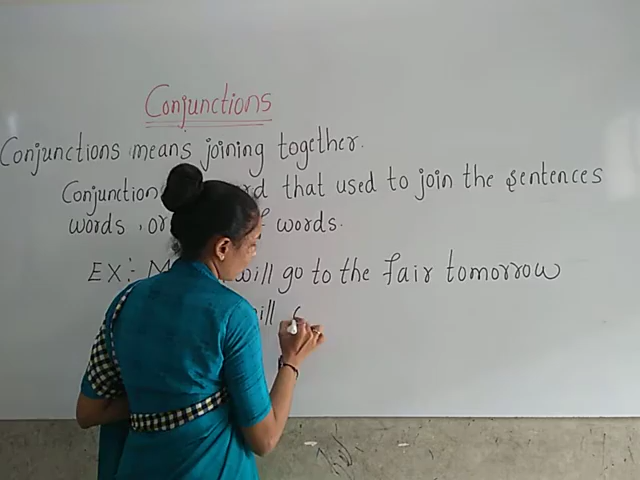 Conjunctions
Conjunctions means joining together.
Conjunction that used to join the sentences
words, or words.
EX:- will go to the fair tomorrow
will